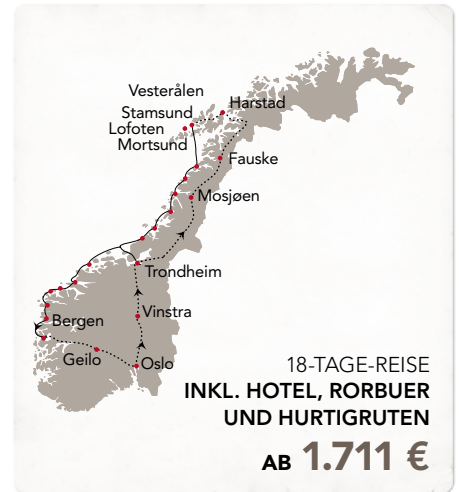 Vesterålen
Harstad
Stamsund
Lofoten
Mortsund
Fauske
Mosjøen
Trondheim
Bergen
Vinstra
Geilo
Oslo
18-TAGE-REISE
INKL. HOTEL, RORBUER
UND HURTIGRUTEN
AB 1.711 €